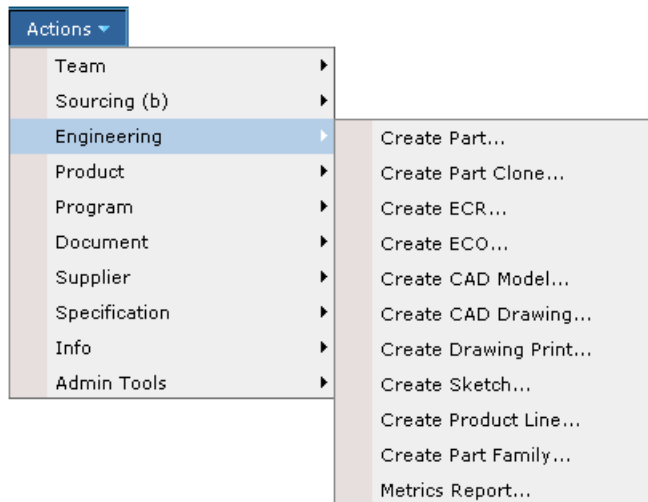 Actions
Team
Sourcing (b)
Engineering
Product
Program
Document
Supplier
Specification
Info
Admin Tools
Create Part...
Create Part Clone...
Create ECR...
Create ECO...
Create CAD Model...
Create CAD Drawing...
Create Drawing Print...
Create Sketch...
Create Product Line...
Create Part Family...
Metrics Report...